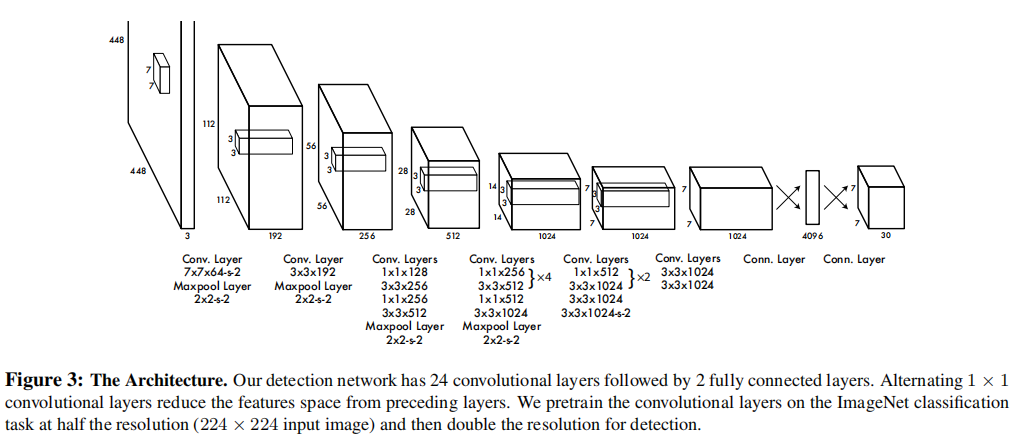 448
7
7
448
3
112
3
3
112
192
56
3
3
56
256
28
3
3
28
512
14
3
3
14
1024
7
3
3
7
1024
7
7
1024
4096
7
7
30
Conv. Layer
7x7x64-s-2
Maxpool Layer
2x2-s-2
Conv. Layer
3x3x192
Maxpool Layer
2x2-s-2
Conv. Layers
1x1x128
3x3x256
1x1x256
3x3x512
Maxpool Layer
2x2-s-2
Conv. Layers
1x1x256
3x3x512 } ×4
1x1x512
3x3x1024
Maxpool Layer
2x2-s-2
Conv. Layers
1x1x512
3x3x1024 } ×2
3x3x1024
3x3x1024-s-2
Conv. Layers
3x3x1024
3x3x1024
Conn. Layer
Conn. Layer
Figure 3: The Architecture. Our detection network has 24 convolutional layers followed by 2 fully connected layers. Alternating 1 × 1
convolutional layers reduce the features space from preceding layers. We pretrain the convolutional layers on the ImageNet classification
task at half the resolution (224 × 224 input image) and then double the resolution for detection.